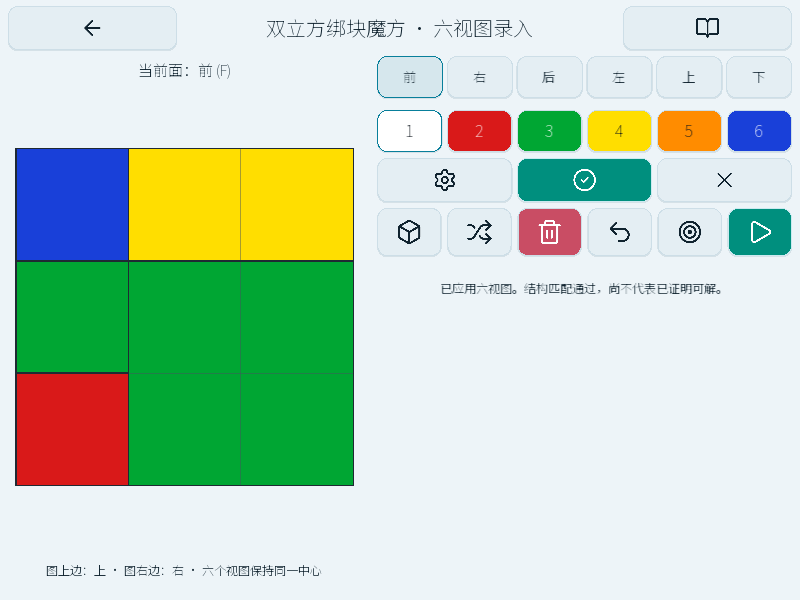 双立方绑块魔方 · 六视图录入
当前面：前 (F)
前 右 后 左 上 下
1 2 3 4 5 6
已应用六视图。结构匹配通过，尚不代表已证明可解。
图上边：上 · 图右边：右 · 六个视图保持同一中心